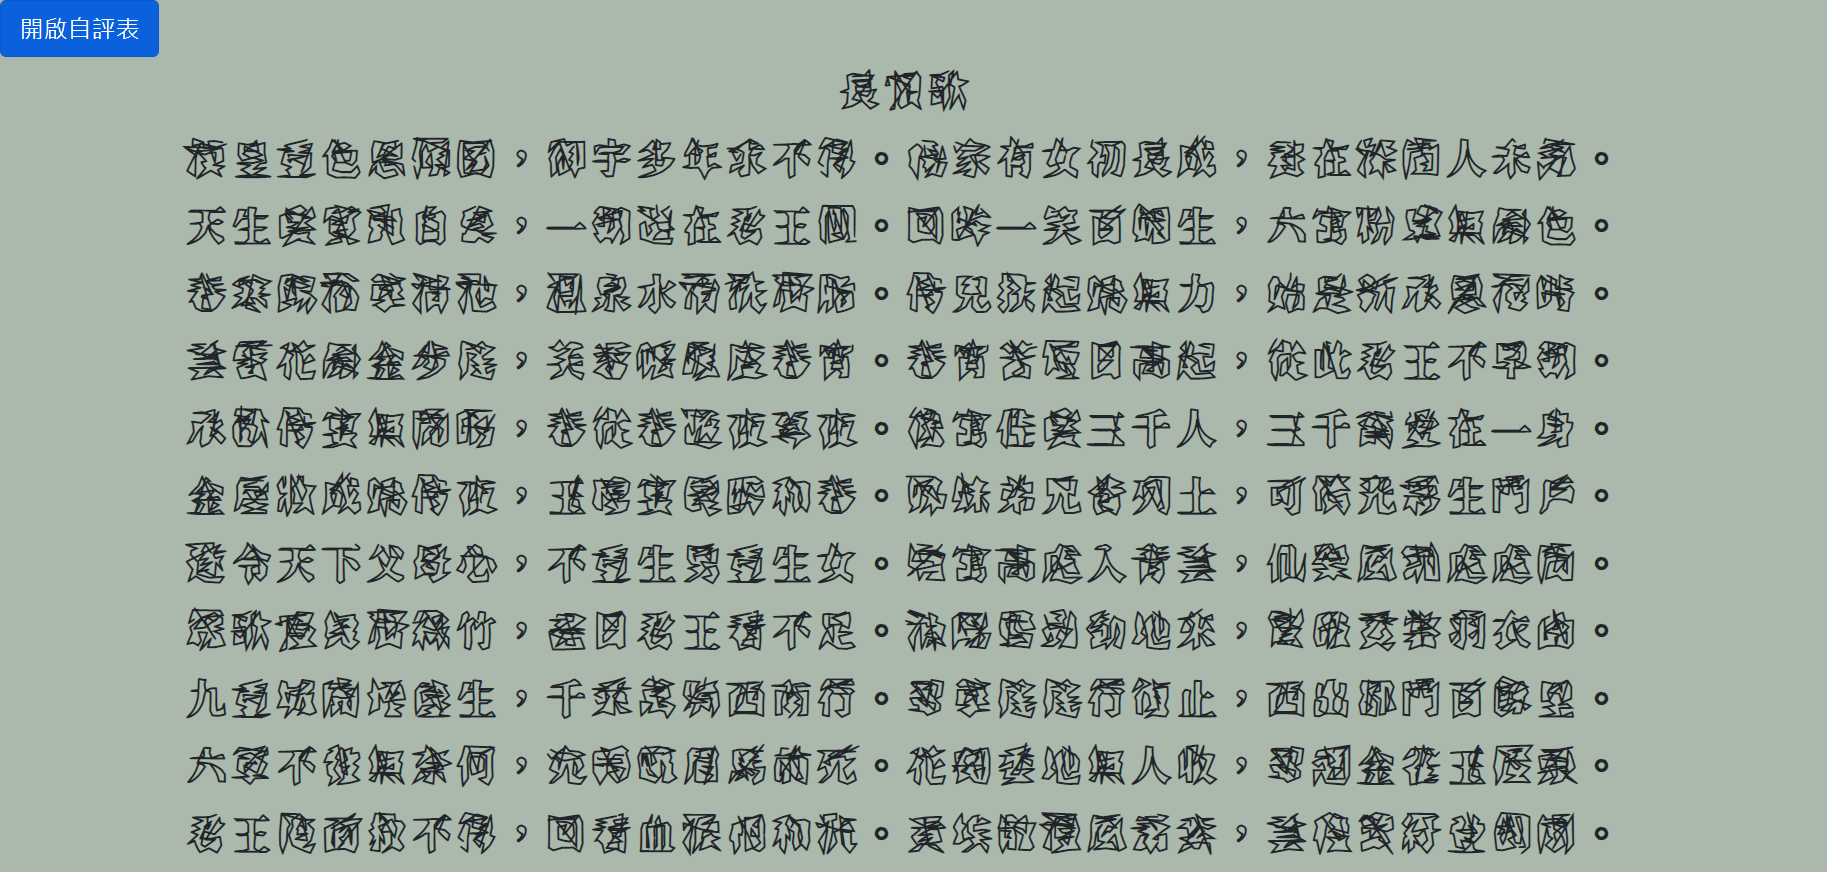 開啟自評表
長恨歌
漢皇重色思傾國，御宇多年求不得。楊家有女初長成，養在深閨人未識。
天生麗質難自棄，一朝選在君王側。回眸一笑百媚生，六宮粉黛無顏色。
春寒賜浴華清池，溫泉水滑洗凝脂。侍兒扶起嬌無力，始是新承恩澤時。
雲鬢花顏金步搖，芙蓉帳暖度春宵。春宵苦短日高起，從此君王不早朝。
承歡侍宴無閒暇，春從春遊夜專夜。後宮佳麗三千人，三千寵愛在一身。
金屋妝成嬌侍夜，玉樓宴罷醉和春。姊妹弟兄皆列土，可憐光彩生門戶。
遂令天下父母心，不重生男重生女。驪宮高處入青雲，仙樂風飄處處聞。
緩歌慢舞凝絲竹，盡日君王看不足。漁陽鼙鼓動地來，驚破霓裳羽衣曲。
九重城闕煙塵生，千乘萬騎西南行。翠華搖搖行復止，西出都門百餘里。
六軍不發無奈何，宛轉蛾眉馬前死。花鈿委地無人收，翠翹金雀玉搔頭。
君王掩面救不得，回看血淚相和流。黃埃散漫風蕭索，雲棧縈紆登劍閣。